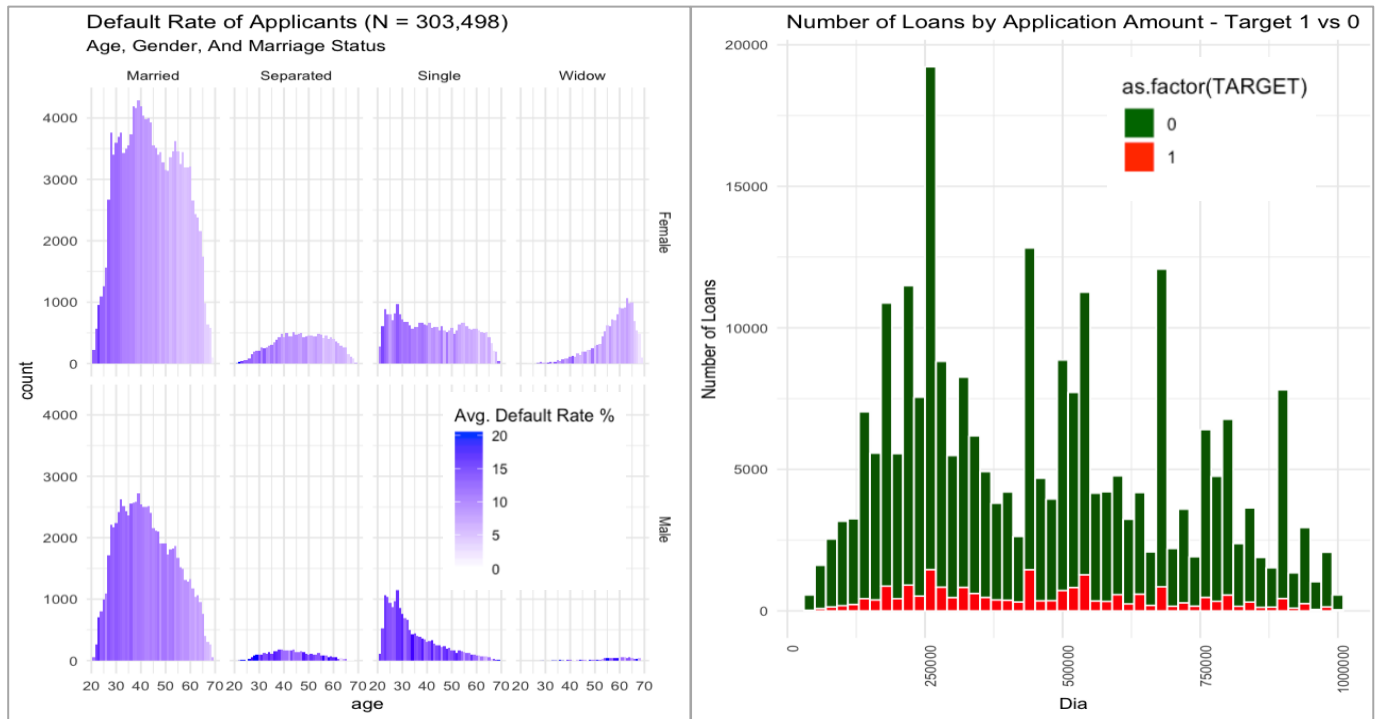 Default Rate of Applicants (N = 303,498)
Age, Gender, And Marriage Status
Married Separated Single Widow
4000
3000
2000
1000
0
Female
count
4000
3000
2000
1000
0
Male
Avg. Default Rate %
20
15
10
5
0
20 30 40 50 60 70 20 30 40 50 60 70 20 30 40 50 60 70 20 30 40 50 60 70
age
Number of Loans by Application Amount - Target 1 vs 0
20000
15000
10000
5000
0
Number of Loans
as.factor(TARGET)
0
1
0 250000 500000 750000 1000000
Dia